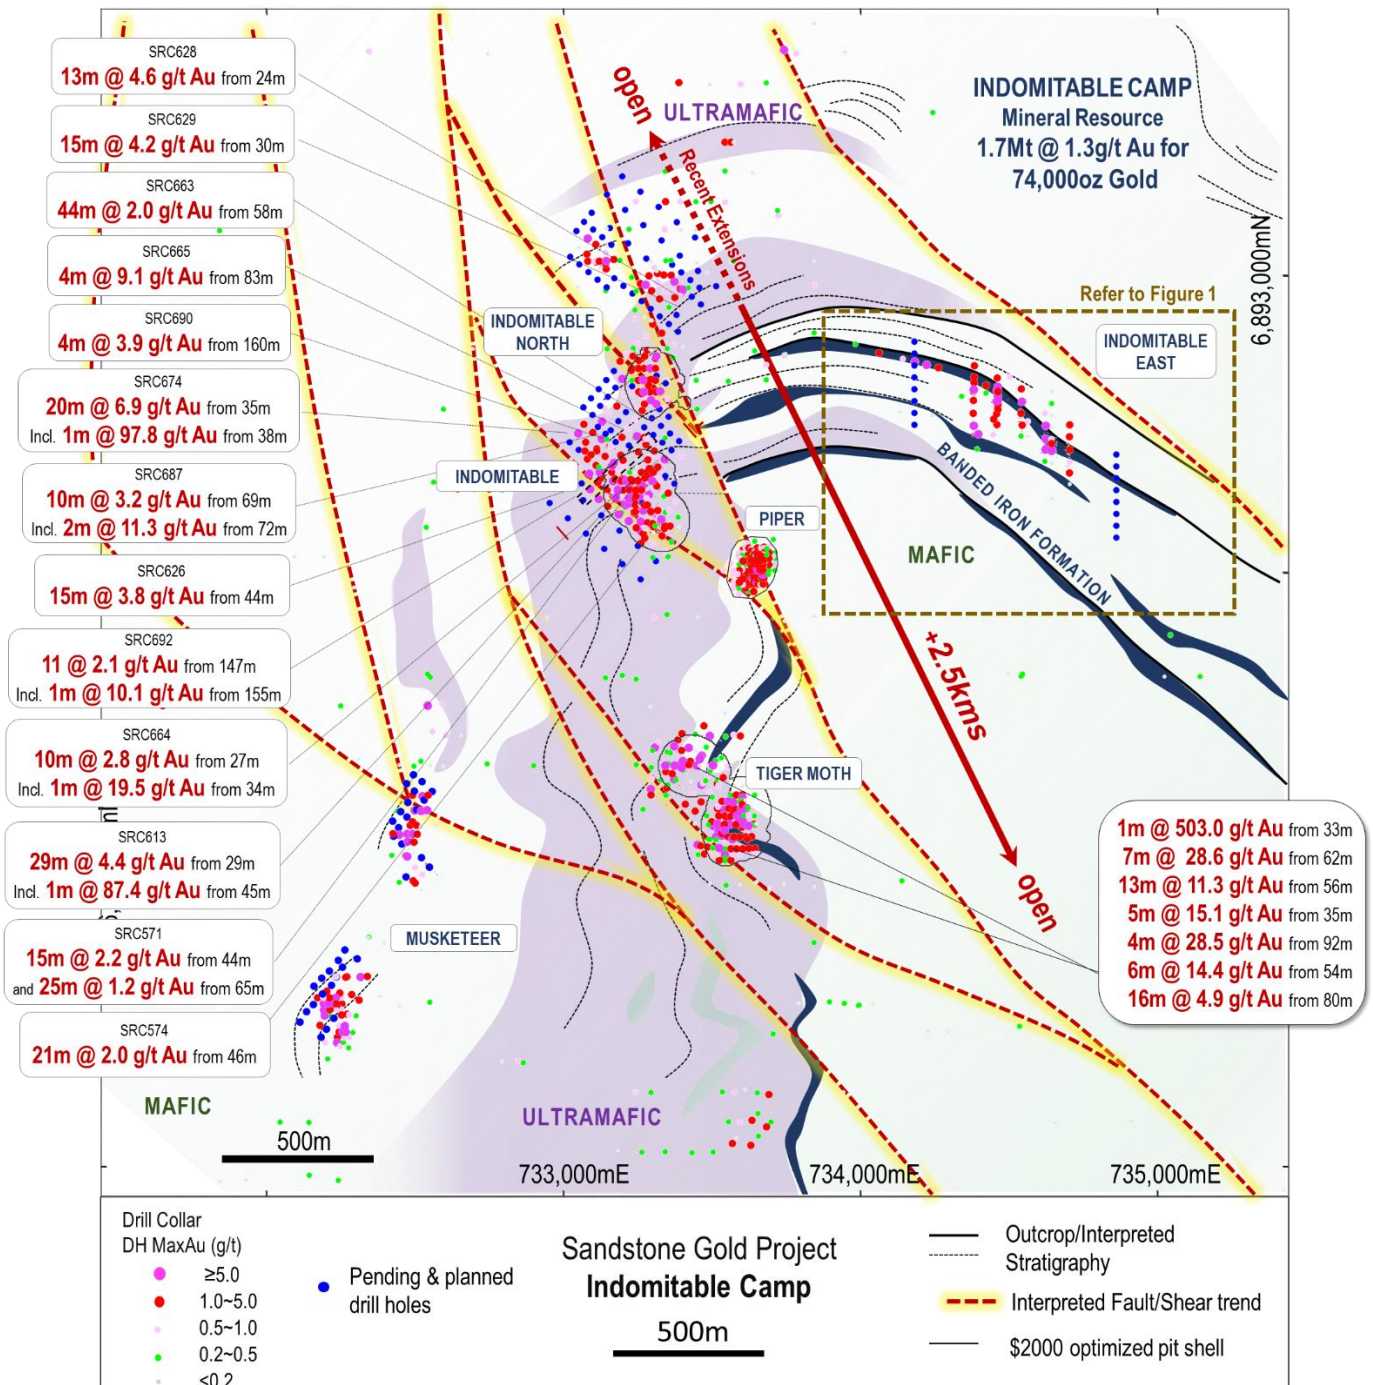 SRC628
13m @ 4.6 g/t Au from 24m
SRC629
15m @ 4.2 g/t Au from 30m
SRC663
44m @ 2.0 g/t Au from 58m
SRC665
4m @ 9.1 g/t Au from 83m
SRC690
4m @ 3.9 g/t Au from 160m
SRC674
20m @ 6.9 g/t Au from 35m
Incl. 1m @ 97.8 g/t Au from 38m
SRC687
10m @ 3.2 g/t Au from 69m
Incl. 2m @ 11.3 g/t Au from 72m
SRC626
15m @ 3.8 g/t Au from 44m
SRC692
11 @ 2.1 g/t Au from 147m
Incl. 1m @ 10.1 g/t Au from 155m
SRC664
10m @ 2.8 g/t Au from 27m
Incl. 1m @ 19.5 g/t Au from 34m
SRC613
29m @ 4.4 g/t Au from 29m
Incl. 1m @ 87.4 g/t Au from 45m
SRC571
15m @ 2.2 g/t Au from 44m
and 25m @ 1.2 g/t Au from 65m
SRC574
21m @ 2.0 g/t Au from 46m
open
ULTRAMAFIC
Recent Extensions
INDOMITABLE CAMP
Mineral Resource
1.7Mt @ 1.3g/t Au for
74,000oz Gold
6,893,000mN
Refer to Figure 1
INDOMITABLE
NORTH
INDOMITABLE
EAST
INDOMITABLE
BANDED IRON FORMATION
PIPER
MAFIC
+2.5kms
TIGER MOTH
open
1m @ 503.0 g/t Au from 33m
7m @ 28.6 g/t Au from 62m
13m @ 11.3 g/t Au from 56m
5m @ 15.1 g/t Au from 35m
4m @ 28.5 g/t Au from 92m
6m @ 14.4 g/t Au from 54m
16m @ 4.9 g/t Au from 80m
MUSKETEER
MAFIC
ULTRAMAFIC
500m
733,000mE
734,000mE
735,000mE
Drill Collar
DH MaxAu (g/t)
≥5.0
1.0~5.0
0.5~1.0
0.2~0.5
<0.2
Pending & planned
drill holes
Sandstone Gold Project
Indomitable Camp
500m
Outcrop/Interpreted
Stratigraphy
Interpreted Fault/Shear trend
$2000 optimized pit shell